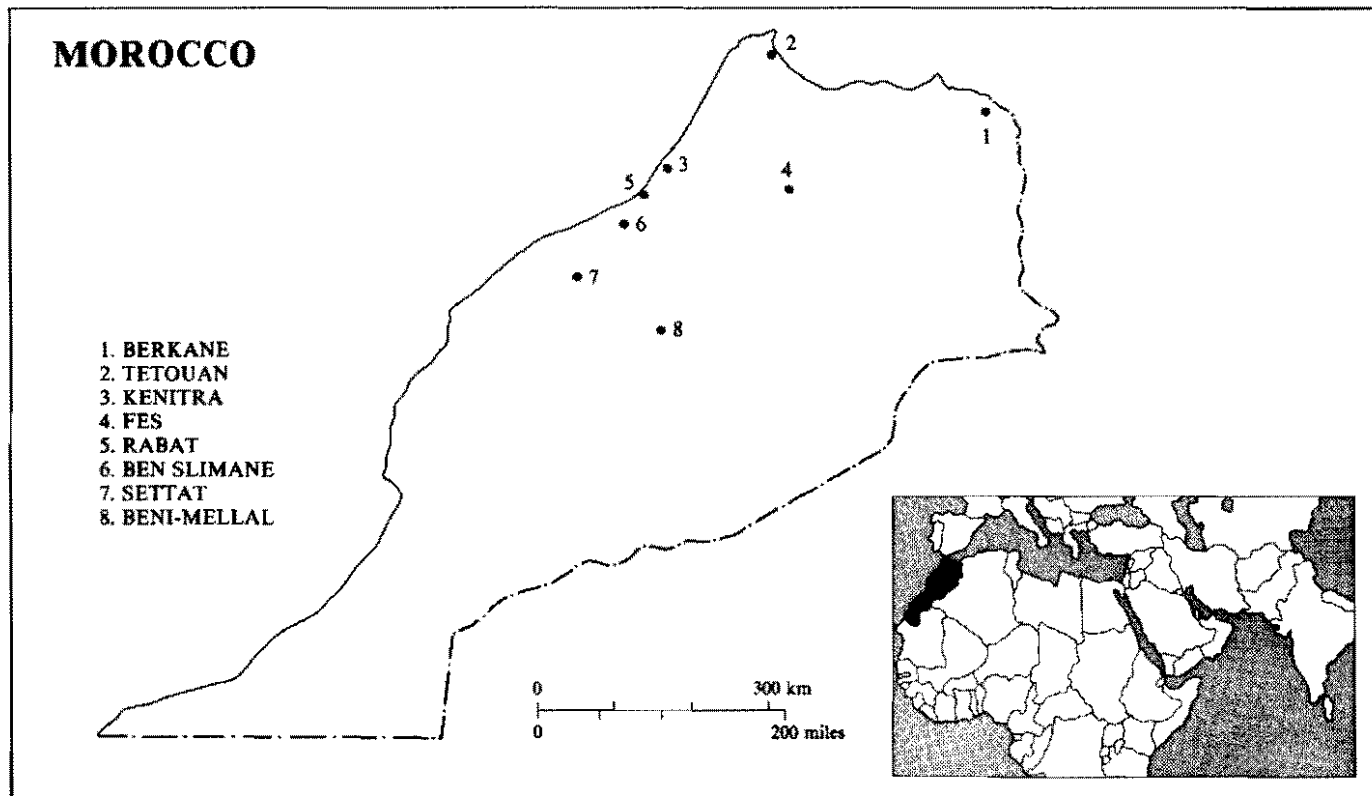 MOROCCO
2
1
3
4
5
6
7
8
1. BERKANE
2. TETOUAN
3. KENITRA
4. FES
5. RABAT
6. BEN SLIMANE
7. SETTAT
8. BENI-MELLAL
0 300 km
0 200 miles